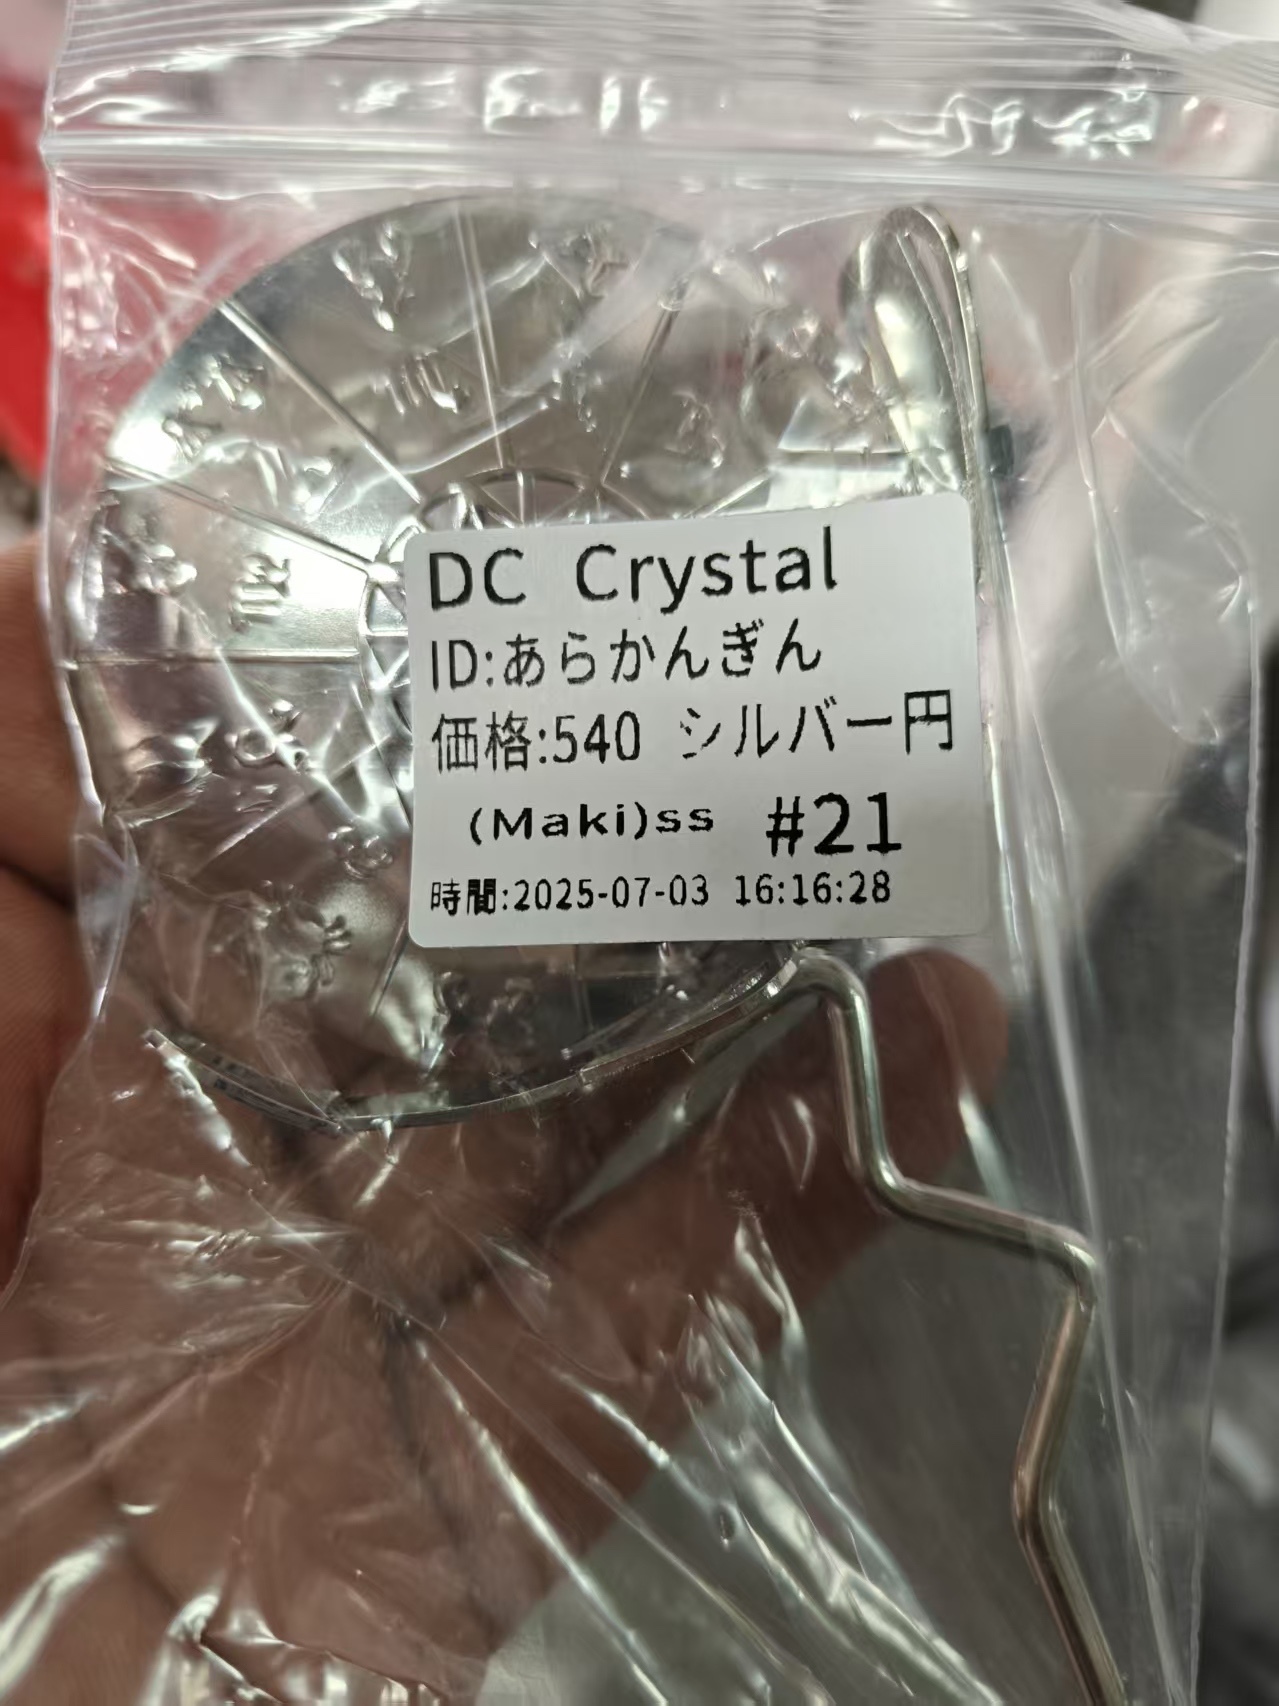 DC Crystal
ID:あらかんぎん
価格:540 シルバー円
(Maki)ss #21
時間:2025-07-03 16:16:28